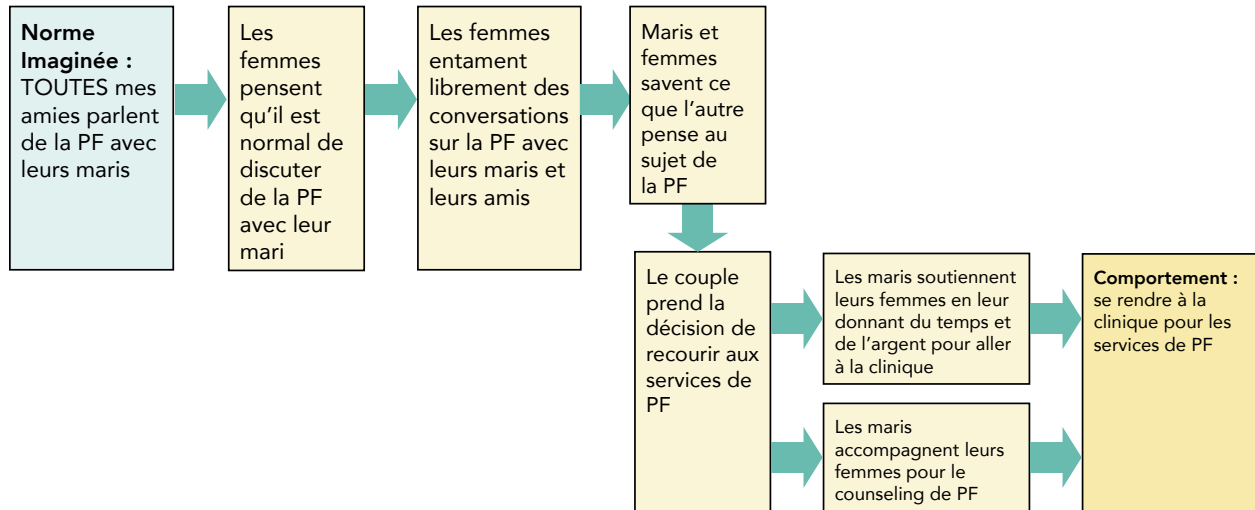 Norme
Imaginée :
TOUTES mes
amies parlent
de la PF avec
leurs maris
Les
femmes
pensent
qu’il est
normal de
discuter
de la PF
avec leur
mari
Les femmes
entament
librement des
conversations
sur la PF avec
leurs maris et
leurs amis
Maris et
femmes
savent ce
que l’autre
pense au
sujet de
la PF
Le couple
prend la
décision de
recourir aux
services de
PF
Les maris soutiennent
leurs femmes en leur
donnant du temps et
de l’argent pour aller
à la clinique
Les maris
accompagnent leurs
femmes pour le
counseling de PF
Comportement :
se rendre à la
clinique pour les
services de PF